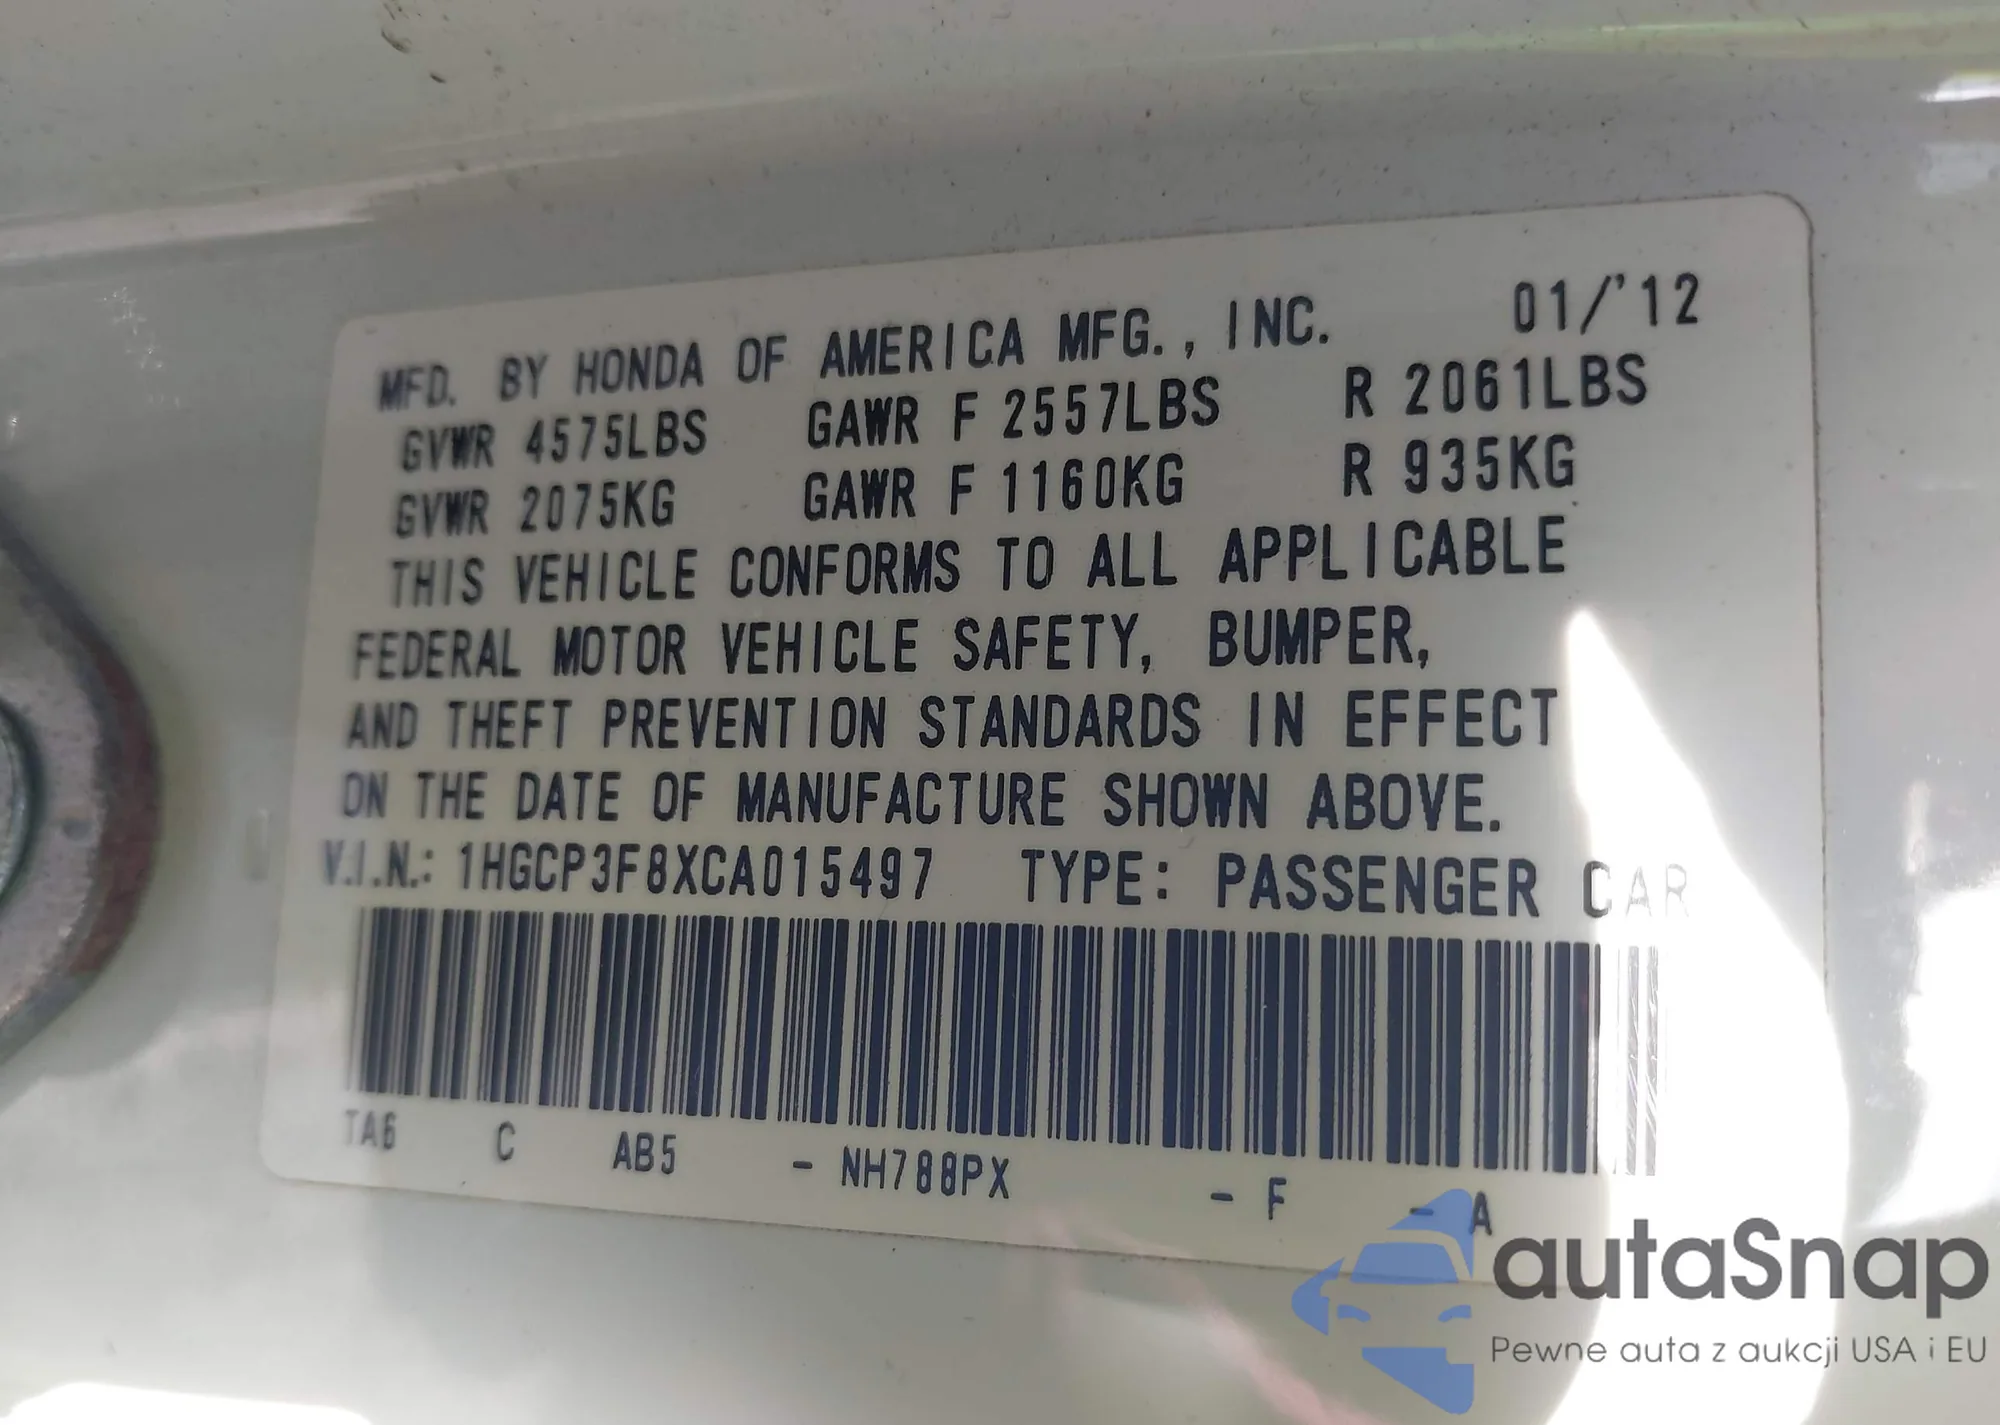 MFD. BY HONDA OF AMERICA MFG., INC. 01/'12
GVWR 4575LBS GAWR F 2557LBS R 2061LBS
GVWR 2075KG GAWR F 1160KG R 935KG
THIS VEHICLE CONFORMS TO ALL APPLICABLE
FEDERAL MOTOR VEHICLE SAFETY, BUMPER,
AND THEFT PREVENTION STANDARDS IN EFFECT
ON THE DATE OF MANUFACTURE SHOWN ABOVE.
V.I.N.: 1HGCP3F8XCA015497 TYPE: PASSENGER CAR
TA6 C AB5 - NH788PX - F - A
autaSnap
Pewne auta z aukcji USA i EU